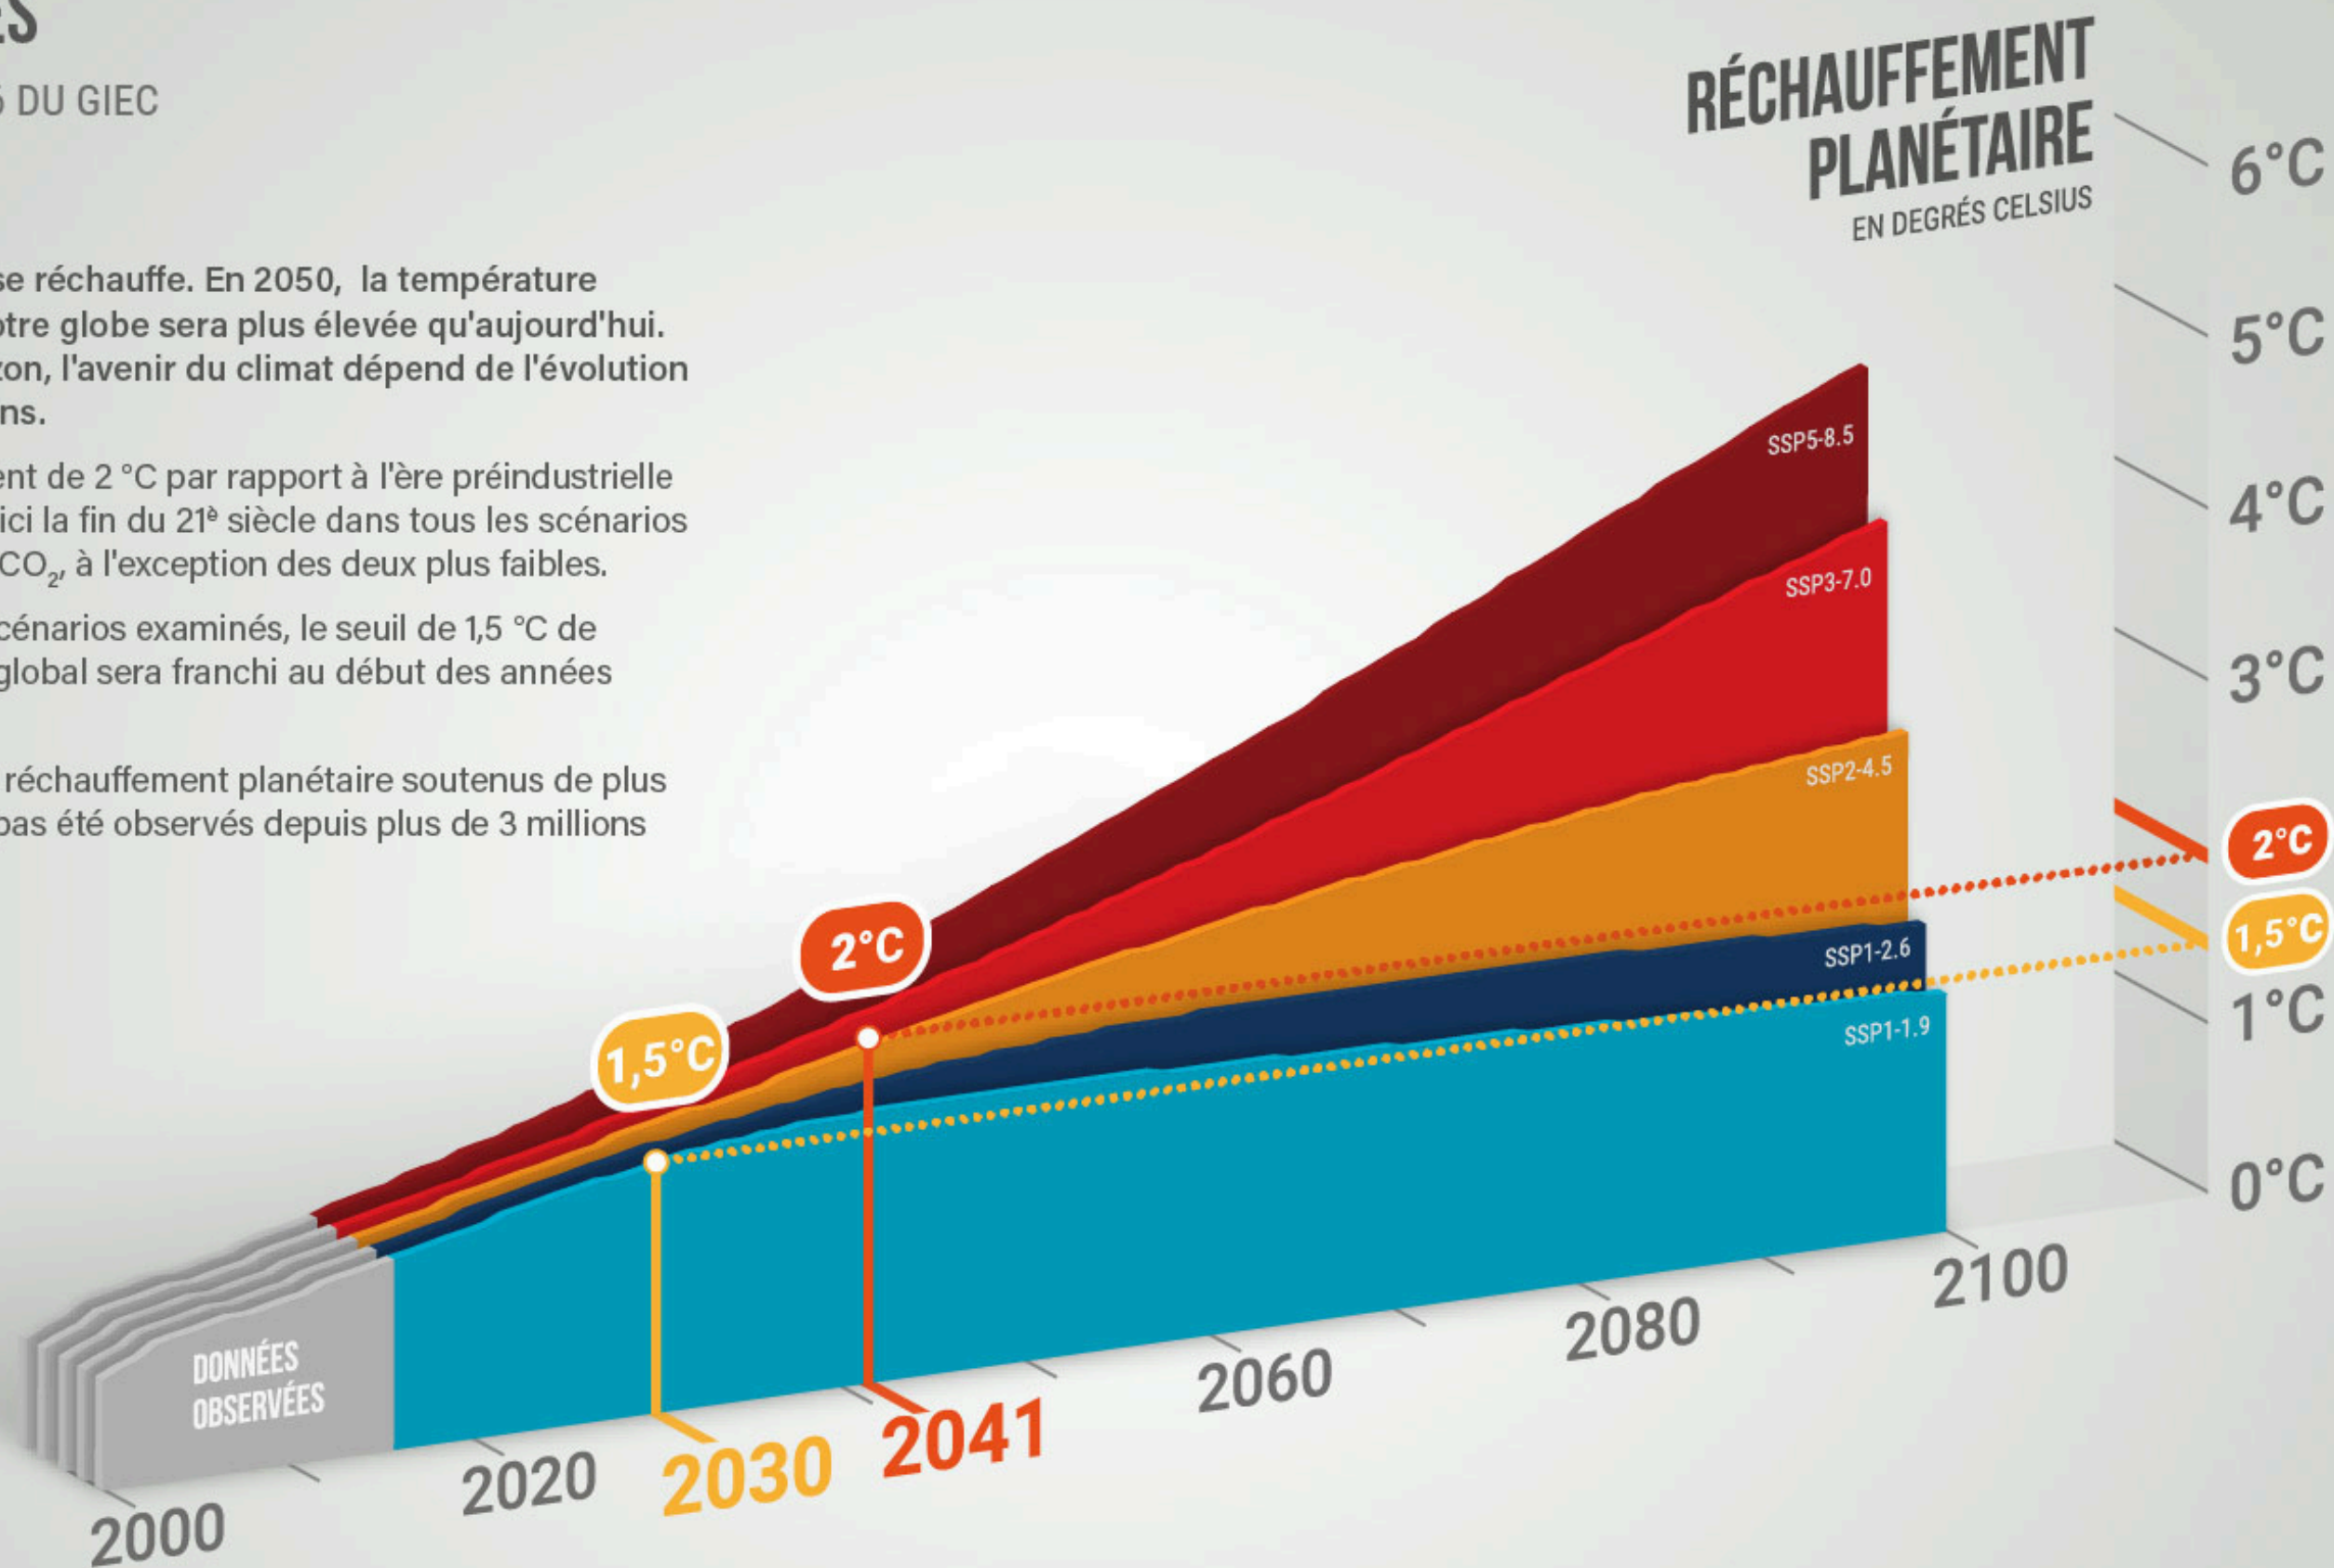 ES
6 DU GIEC
se réchauffe. En 2050, la température
otre globe sera plus élevée qu'aujourd'hui.
zon, l'avenir du climat dépend de l'évolution
ns.
ent de 2 °C par rapport à l'ère préindustrielle
ici la fin du 21è siècle dans tous les scénarios
CO₂, à l'exception des deux plus faibles.
cénarios examinés, le seuil de 1,5 °C de
global sera franchi au début des années
réchauffement planétaire soutenus de plus
pas été observés depuis plus de 3 millions
RÉCHAUFFEMENT
PLANÉTAIRE
EN DEGRÉS CELSIUS
6°C
5°C
4°C
3°C
2°C
1,5°C
1°C
0°C
SSP5-8.5
SSP3-7.0
SSP2-4.5
SSP1-2.6
SSP1-1.9
2°C
1,5°C
DONNÉES
OBSERVÉES
2000
2020
2030
2041
2060
2080
2100